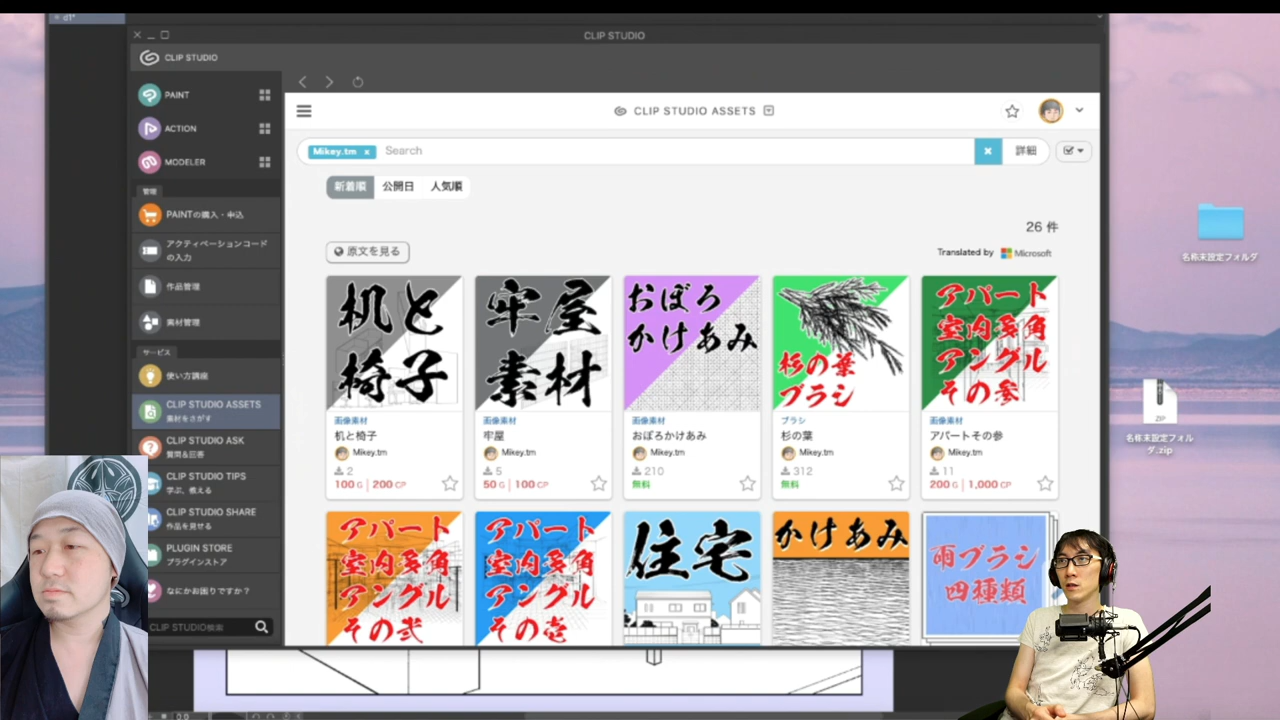 d1*
CLIP STUDIO
CLIP STUDIO
PAINT
ACTION
MODELER
管理
PAINTの購入・申込
アクティベーションコード
の入力
作品管理
素材管理
サービス
使い方講座
CLIP STUDIO ASSETS
素材をさがす
CLIP STUDIO ASK
質問&回答
CLIP STUDIO TIPS
学ぶ、教える
CLIP STUDIO SHARE
作品を見せる
PLUGIN STORE
プラグインストア
なにかお困りですか？
CLIP STUDIO検索
CLIP STUDIO ASSETS
Mikey.tm x
Search
詳細
新着順 公開日 人気順
26 件
原文を見る
Translated by Microsoft
机と
椅子
画像素材
机と椅子
Mikey.tm
2
100 G | 200 CP
牢屋
素材
画像素材
牢屋
Mikey.tm
5
50 G | 100 CP
おぼろ
かけあみ
画像素材
おぼろかけあみ
Mikey.tm
210
無料
杉の葉
ブラシ
ブラシ
杉の葉
Mikey.tm
312
無料
アパート
室内多角
アングル
その参
画像素材
アパートその参
Mikey.tm
11
200 G | 1,000 CP
アパート
室内多角
アングル
その弐
アパート
室内多角
アングル
その壱
住宅
かけあみ
雨ブラシ
四種類
名称未設定フォルダ
ZIP
名称未設定フォル
ダ.zip
0.0